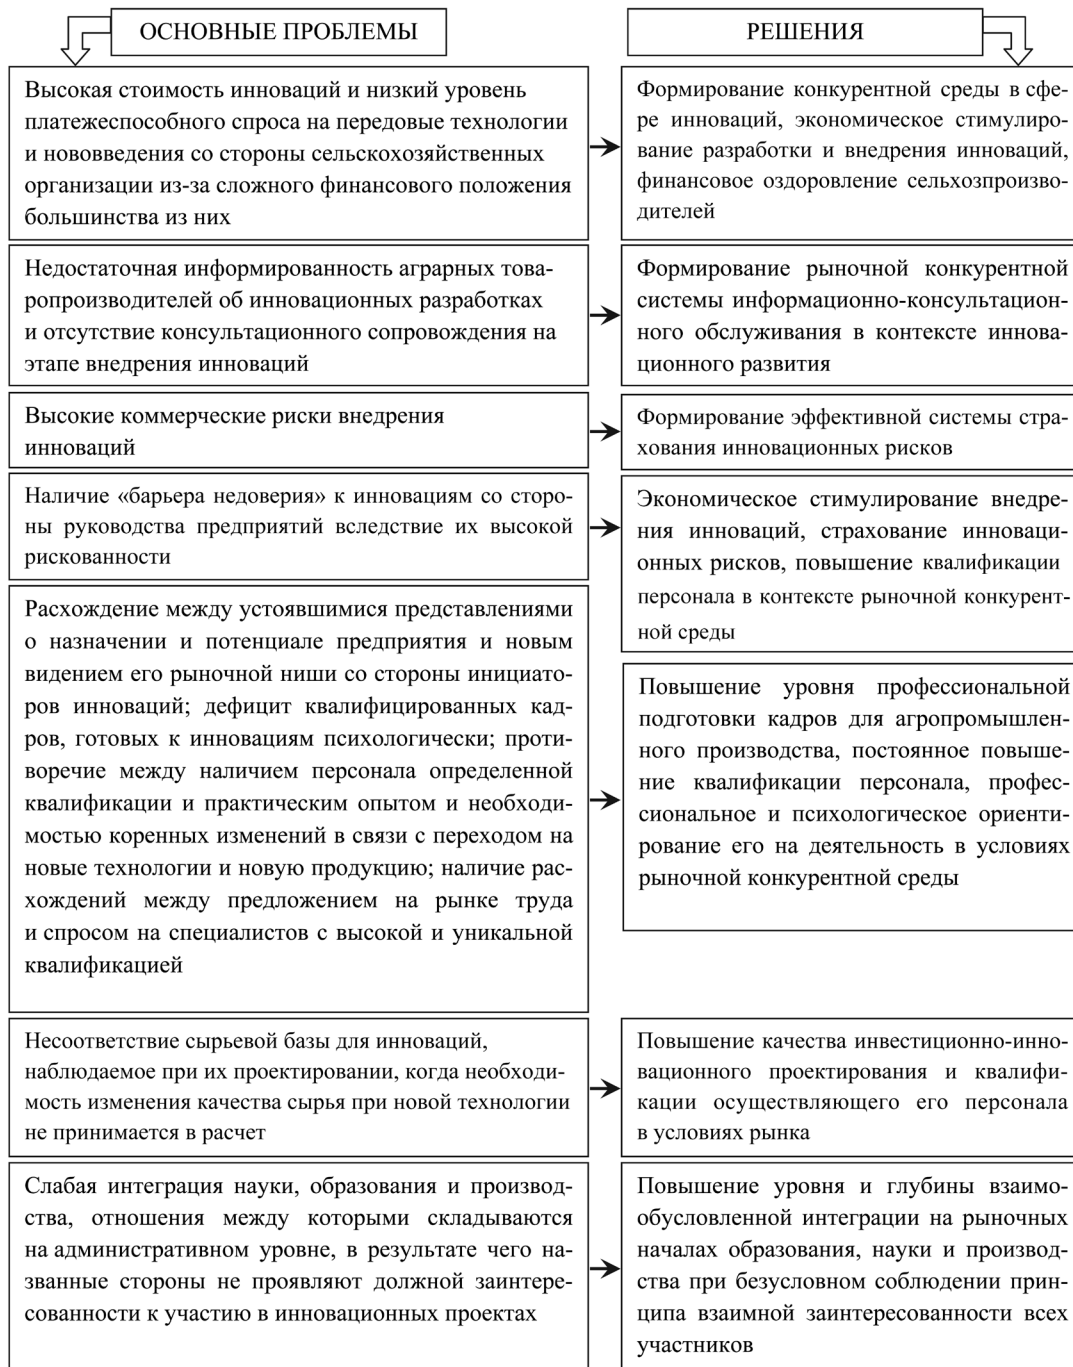 ОСНОВНЫЕ ПРОБЛЕМЫ
РЕШЕНИЯ
Высокая стоимость инноваций и низкий уровень
платежеспособного спроса на передовые технологии
и нововведения со стороны сельскохозяйственных
организации из-за сложного финансового положения
большинства из них
Формирование конкурентной среды в сфе-
ре инноваций, экономическое стимулиро-
вание разработки и внедрения инноваций,
финансовое оздоровление сельхозпроизво-
дителей
Недостаточная информированность аграрных това-
ропроизводителей об инновационных разработках
и отсутствие консультационного сопровождения на
этапе внедрения инноваций
Формирование рыночной конкурентной
системы информационно-консультацион-
ного обслуживания в контексте иннова-
ционного развития
Высокие коммерческие риски внедрения
инноваций
Формирование эффективной системы стра-
хования инновационных рисков
Наличие «барьера недоверия» к инновациям со сторо-
ны руководства предприятий вследствие их высокой
рискованности
Экономическое стимулирование внедре-
ния инноваций, страхование инноваци-
онных рисков, повышение квалификации
персонала в контексте рыночной конкурент-
ной среды
Расхождение между устоявшимися представлениями
о назначении и потенциале предприятия и новым
видением его рыночной ниши со стороны инициато-
ров инноваций; дефицит квалифицированных кад-
ров, готовых к инновациям психологически; проти-
воречие между наличием персонала определенной
квалификации и практическим опытом и необходи-
мостью коренных изменений в связи с переходом на
новые технологии и новую продукцию; наличие рас-
хождений между предложением на рынке труда
и спросом на специалистов с высокой и уникальной
квалификацией
Повышение уровня профессиональной
подготовки кадров для агропромышлен-
ного производства, постоянное повыше-
ние квалификации персонала, профес-
сиональное и психологическое ориенти-
рование его на деятельность в условиях
рыночной конкурентной среды
Несоответствие сырьевой базы для инноваций,
наблюдаемое при их проектировании, когда необходи-
мость изменения качества сырья при новой технологии
не принимается в расчет
Повышение качества инвестиционно-инно-
вационного проектирования и квалифи-
кации осуществляющего его персонала
в условиях рынка
Слабая интеграция науки, образования и производ-
ства, отношения между которыми складываются
на административном уровне, в результате чего на-
званные стороны не проявляют должной заинтере-
сованности к участию в инновационных проектах
Повышение уровня и глубины взаимо-
обусловленной интеграции на рыночных
началах образования, науки и производ-
ства при безусловном соблюдении прин-
ципа взаимной заинтересованности всех
участников